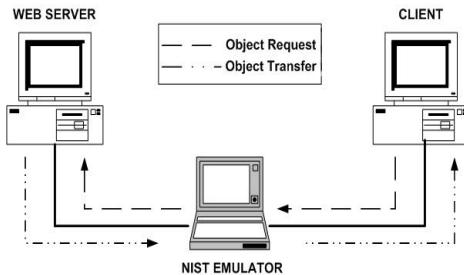 WEB SERVER
CLIENT
Object Request
Object Transfer
NIST EMULATOR